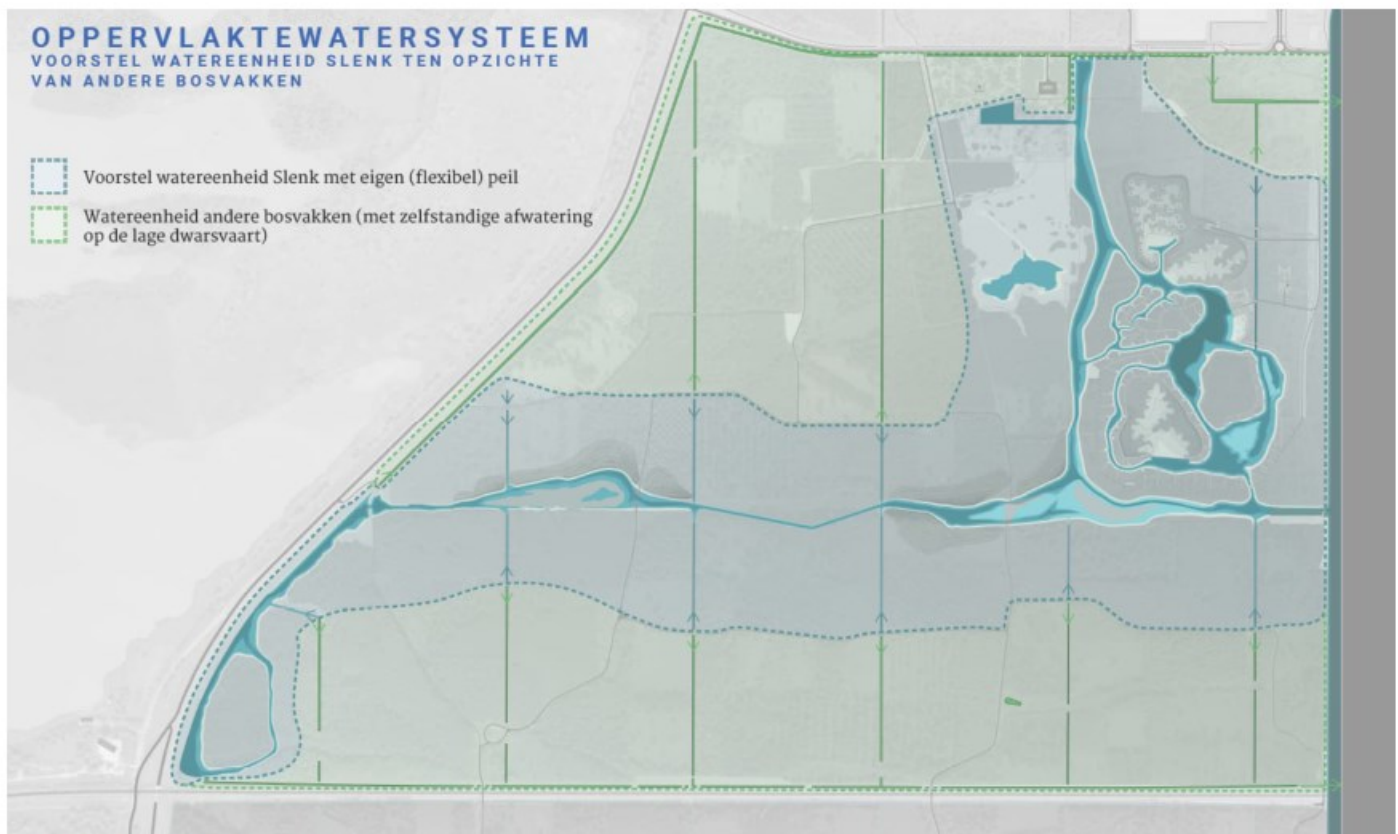 OPPERVLAKTEWATERSYSTEEM
VOORSTEL WATEREENHEID SLENK TEN OPZICHTE
VAN ANDERE BOSVAKKEN
Voorstel watereenheid Slenk met eigen (flexibel) peil
Watereenheid andere bosvakken (met zelfstandige afwatering
op de lage dwarsvaart)